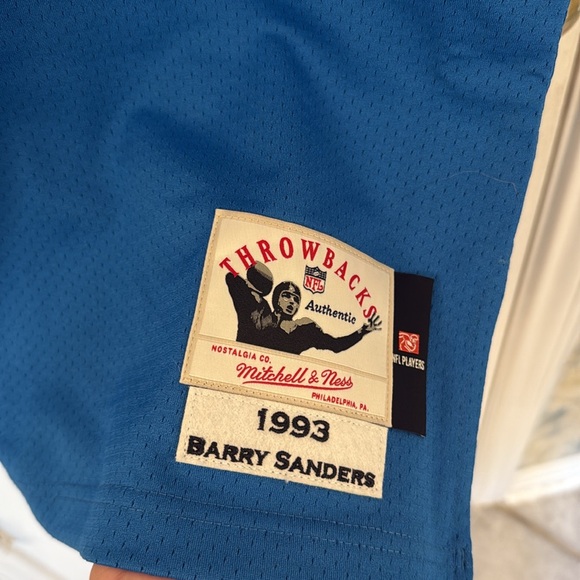 THROWBACKS
NFL
Authentic
NFL PLAYERS
NOSTALGIA CO.
Mitchell & Ness
PHILADELPHIA, PA.
1993
BARRY SANDERS